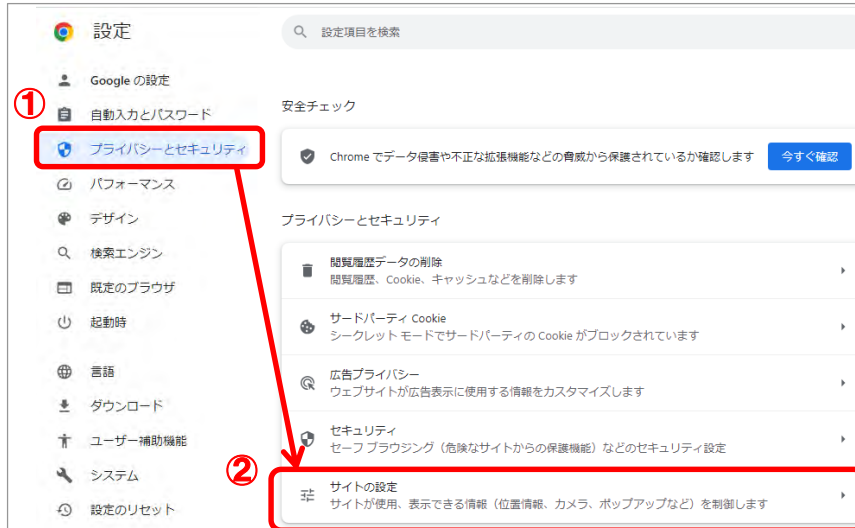 設定
設定項目を検索
Google の設定
①
自動入力とパスワード
プライバシーとセキュリティ
パフォーマンス
デザイン
検索エンジン
既定のブラウザ
起動時
言語
ダウンロード
ユーザー補助機能
システム
設定のリセット
安全チェック
Chrome でデータ侵害や不正な拡張機能などの脅威から保護されているか確認します
今すぐ確認
プライバシーとセキュリティ
閲覧履歴データの削除
閲覧履歴、Cookie、キャッシュなどを削除します
サードパーティ Cookie
シークレット モードでサードパーティの Cookie がブロックされています
広告プライバシー
ウェブサイトが広告表示に使用する情報をカスタマイズします
セキュリティ
セーフ ブラウジング（危険なサイトからの保護機能）などのセキュリティ設定
②
サイトの設定
サイトが使用、表示できる情報（位置情報、カメラ、ポップアップなど）を制御します